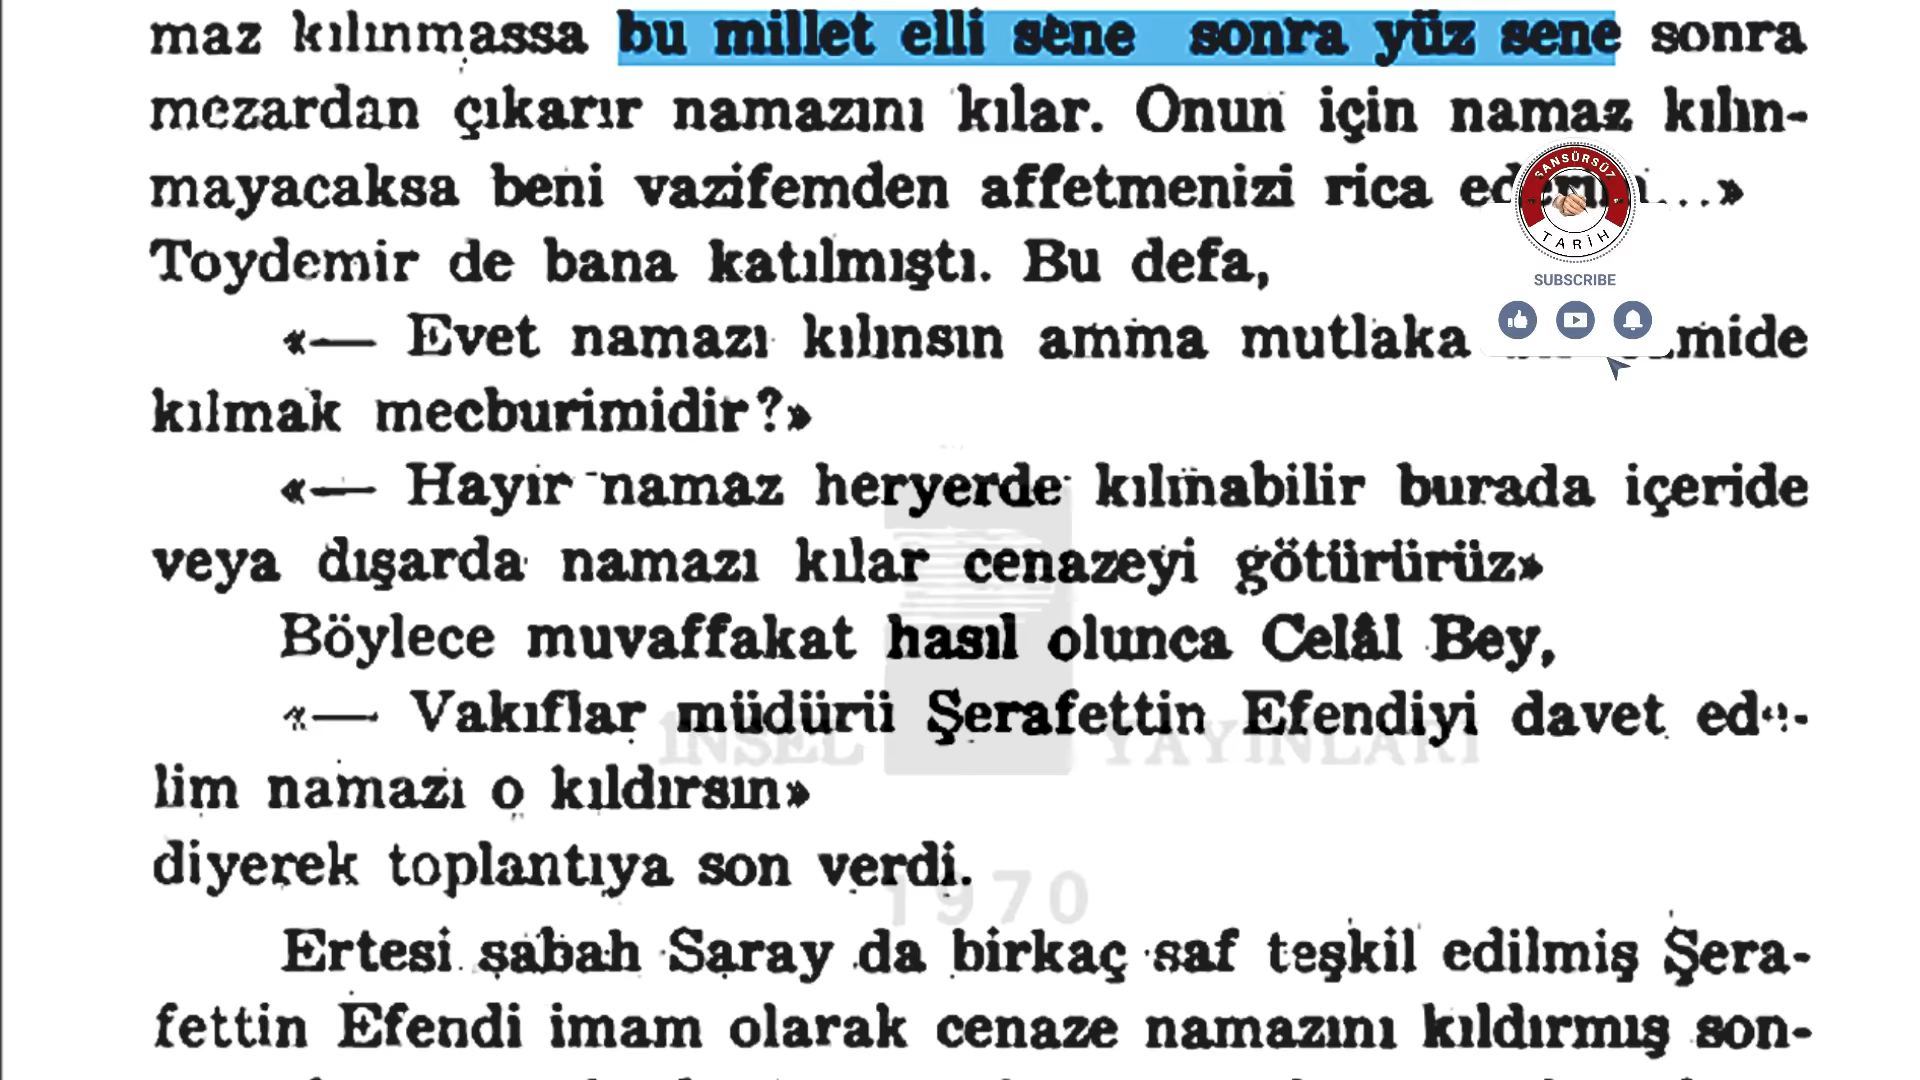 maz kılınmassa bu millet elli sene sonra yüz sene sonra
mezardan çıkarır namazını kılar. Onun için namaz kılın-
mayacaksa beni vazifemden affetmenizi rica ...»
Toydemir de bana katılmıştı. Bu defa,
«— Evet namazı kılınsın amma mutlaka
kılmak mecburimidir?»
«— Hayır namaz heryerde kılınabilir burada içeride
veya dışarda namazı kılar cenazeyi götürürüz»
Böylece muvaffakat hasıl olunca Celâl Bey,
«— Vakıflar müdürü Şerafettin Efendiyi davet ede-
lim namazı o kıldırsın»
diyerek toplantıya son verdi.
Ertesi sabah Saray da birkaç saf teşkil edilmiş Şera-
fettin Efendi imam olarak cenaze namazını kıldırmış son-
SANSÜRSÜZ
TARİH
SUBSCRIBE
İNSEL YAYINLARI
1970